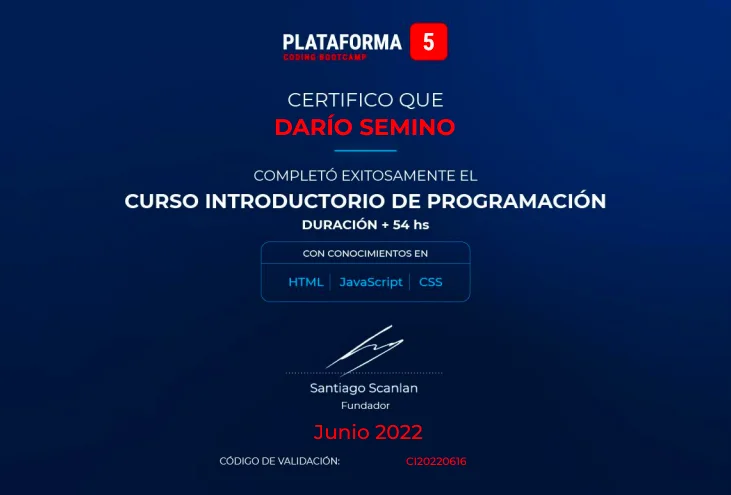 PLATAFORMA 5
CODING BOOTCAMP
CERTIFICO QUE
DARÍO SEMINO
COMPLETÓ EXITOSAMENTE EL
CURSO INTRODUCTORIO DE PROGRAMACIÓN
DURACIÓN + 54 hs
CON CONOCIMIENTOS EN
HTML | JavaScript | CSS
Santiago Scanlan
Fundador
Junio 2022
CÓDIGO DE VALIDACIÓN: CI20220616